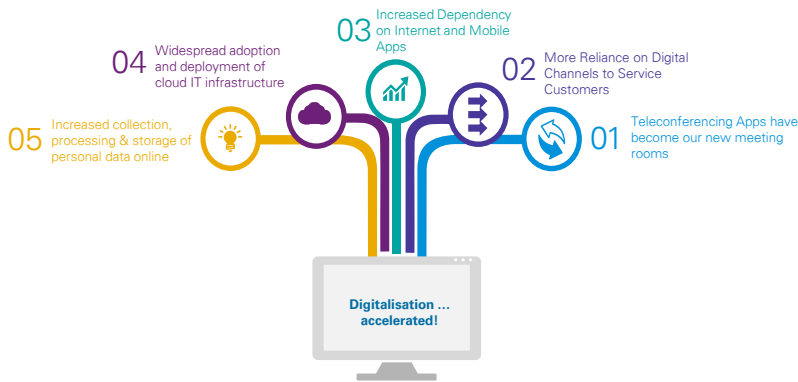 03
Increased Dependency
on Internet and Mobile
Apps
04
Widespread adoption
and deployment of
cloud IT infrastructure
02
More Reliance on Digital
Channels to Service
Customers
05
Increased collection,
processing & storage of
personal data online
01
Teleconferencing Apps have
become our new meeting
rooms
Digitalisation ...
accelerated!